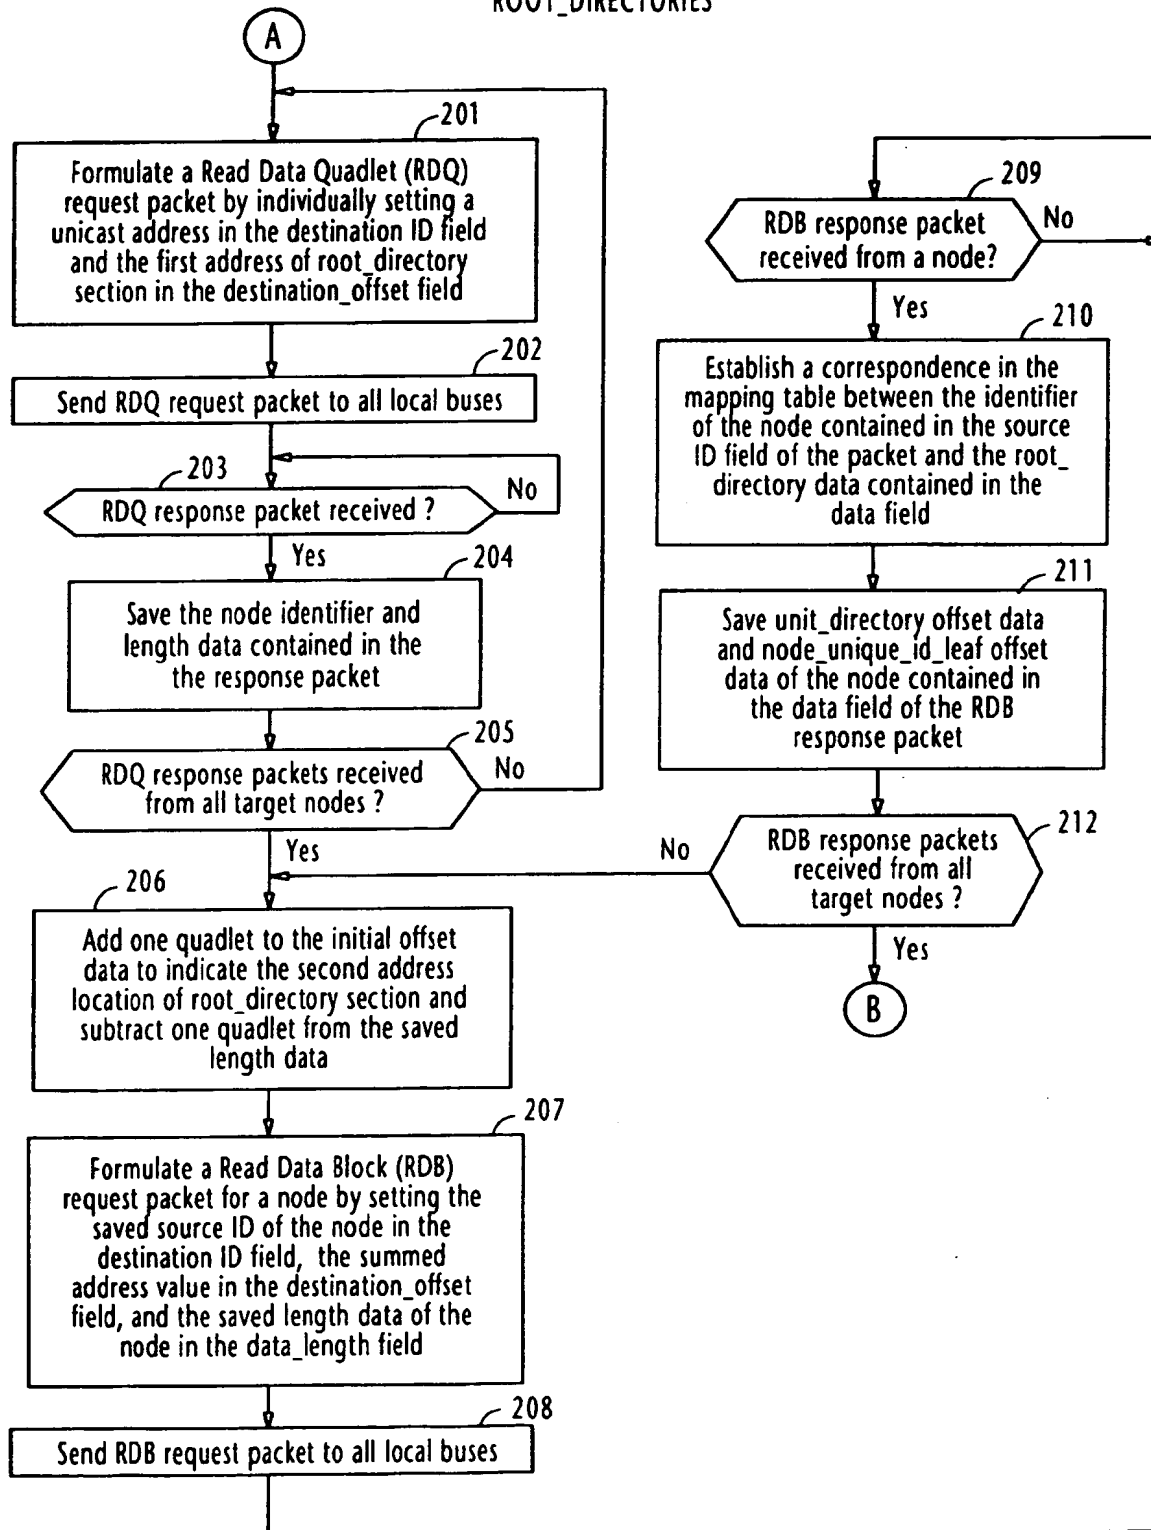 ROOT_DIRECTORIES
A
201
Formulate a Read Data Quadlet (RDQ)
request packet by individually setting a
unicast address in the destination ID field
and the first address of root_directory
section in the destination_offset field
202
Send RDQ request packet to all local buses
203
RDQ response packet received ?
No
Yes
204
Save the node identifier and
length data contained in the
the response packet
205
RDQ response packets received
from all target nodes ?
No
Yes
206
Add one quadlet to the initial offset
data to indicate the second address
location of root_directory section and
subtract one quadlet from the saved
length data
207
Formulate a Read Data Block (RDB)
request packet for a node by setting the
saved source ID of the node in the
destination ID field, the summed
address value in the destination_offset
field, and the saved length data of the
node in the data_length field
208
Send RDB request packet to all local buses
209
RDB response packet
received from a node?
No
Yes
210
Establish a correspondence in the
mapping table between the identifier
of the node contained in the source
ID field of the packet and the root_
directory data contained in the
data field
211
Save unit_directory offset data
and node_unique_id_leaf offset
data of the node contained in
the data field of the RDB
response packet
212
RDB response packets
received from all
target nodes ?
No
Yes
B